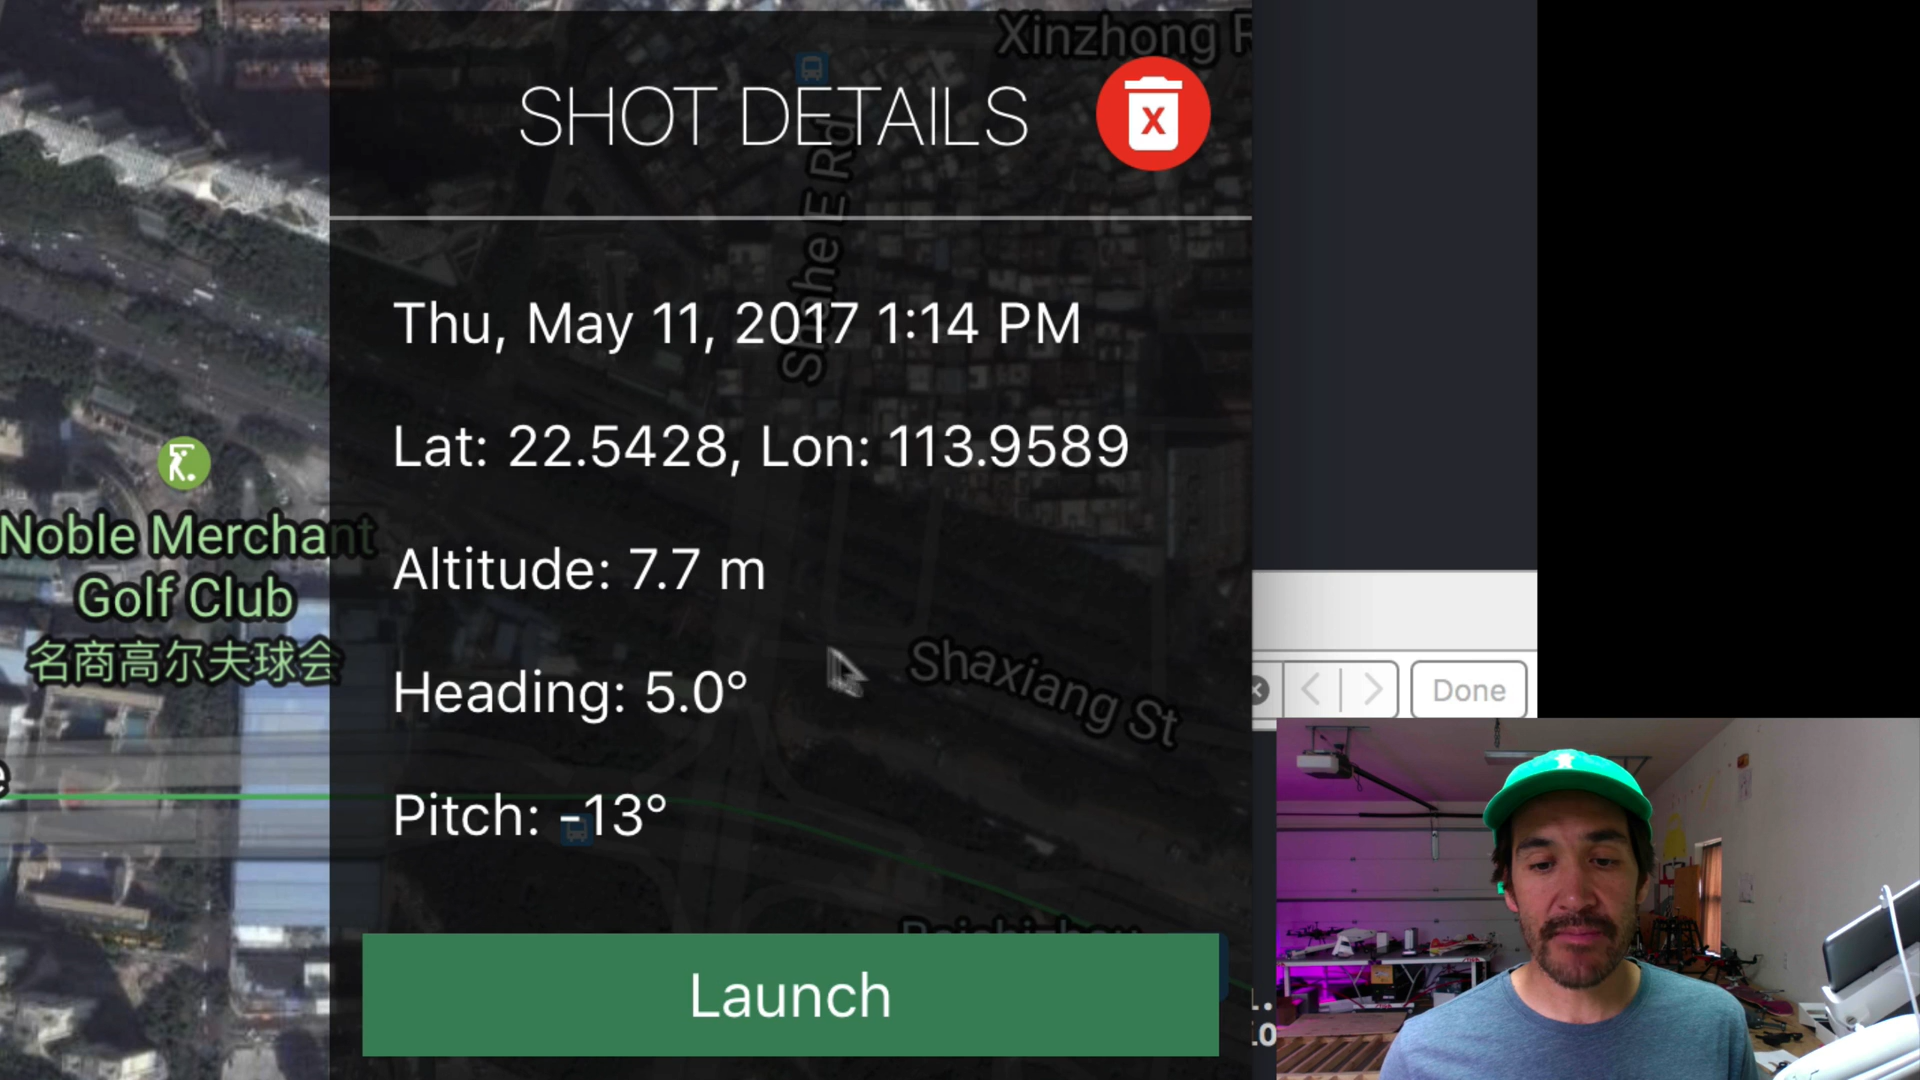 Xinzhong R
SHOT DETAILS
X
Shahe E Rd
Thu, May 11, 2017 1:14 PM
Lat: 22.5428, Lon: 113.9589
Altitude: 7.7 m
Heading: 5.0°
Pitch: -13°
Noble Merchant
Golf Club
名商高尔夫球会
Shaxiang St
Done
Launch